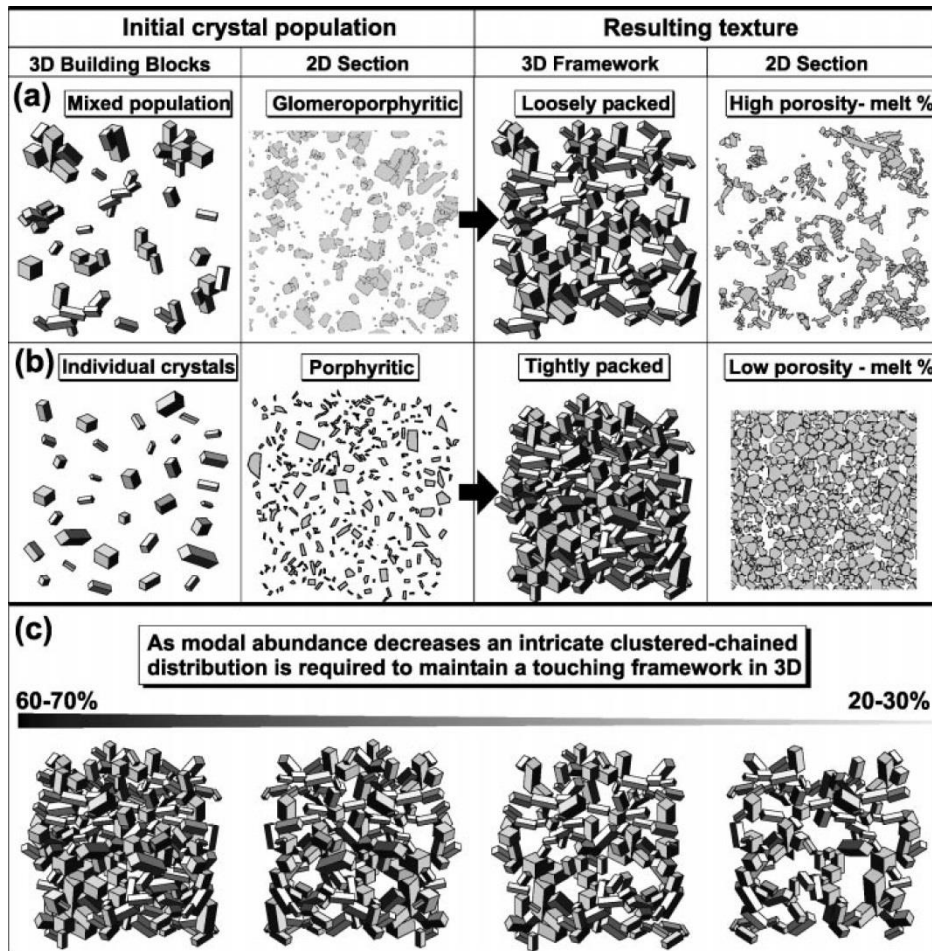 Initial crystal population
Resulting texture
3D Building Blocks
2D Section
3D Framework
2D Section
(a)
Mixed population
Glomeroporphyritic
Loosely packed
High porosity- melt %
(b)
Individual crystals
Porphyritic
Tightly packed
Low porosity - melt %
(c)
As modal abundance decreases an intricate clustered-chained
distribution is required to maintain a touching framework in 3D
60-70%
20-30%